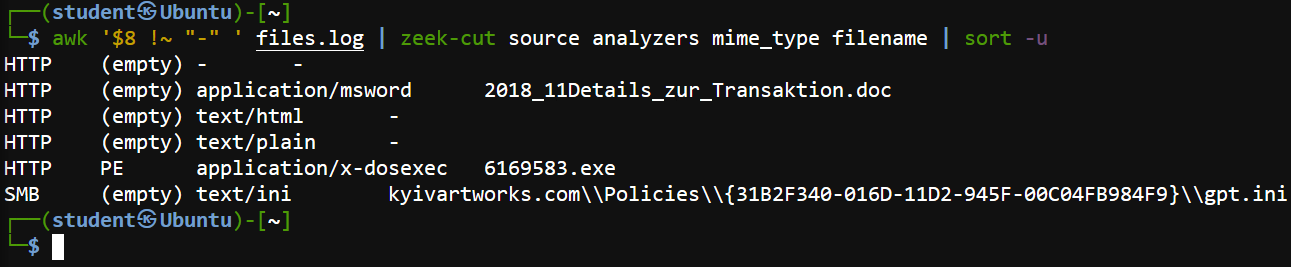 ┌──(student㉿Ubuntu)-[~]
└─$ awk '$8 !~ "-" ' files.log | zeek-cut source analyzers mime_type filename | sort -u
HTTP    (empty) -       -
HTTP    (empty) application/msword      2018_11Details_zur_Transaktion.doc
HTTP    (empty) text/html       -
HTTP    (empty) text/plain      -
HTTP    PE      application/x-dosexec   6169583.exe
SMB     (empty) text/ini        kyivartworks.com\\Policies\\{31B2F340-016D-11D2-945F-00C04FB984F9}\\gpt.ini
┌──(student㉿Ubuntu)-[~]
└─$